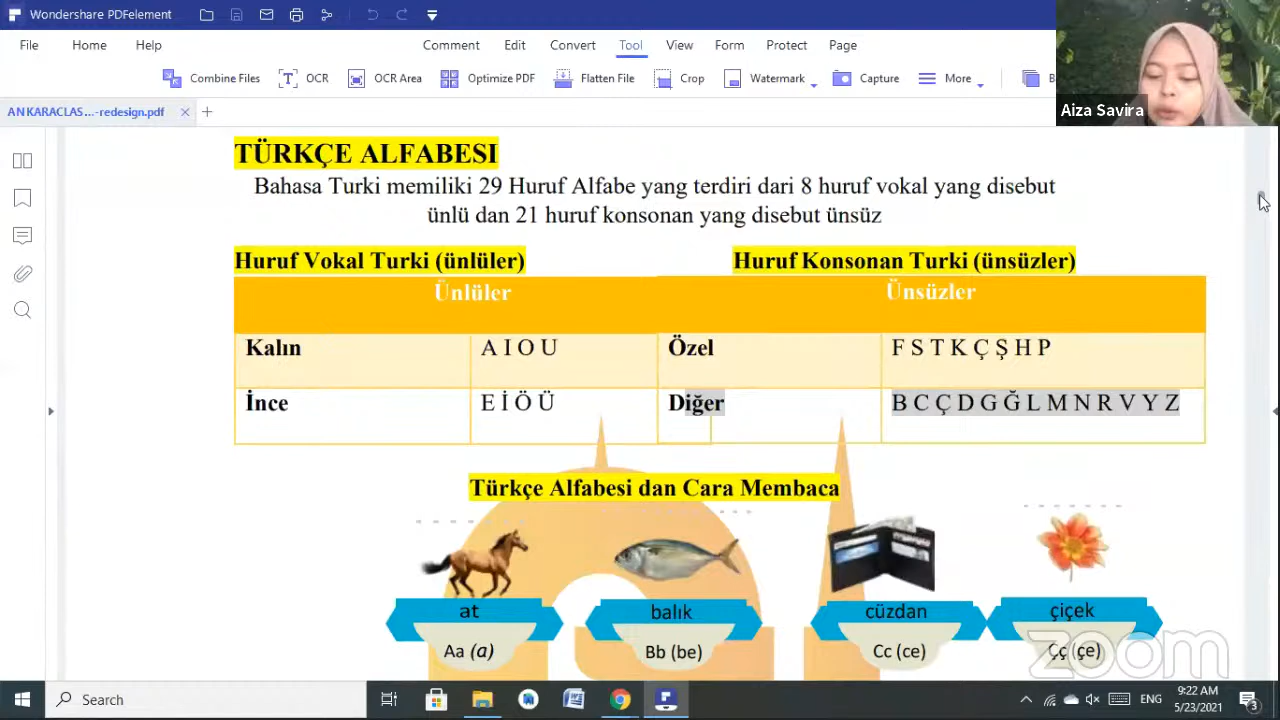 Wondershare PDFelement
File Home Help Comment Edit Convert Tool View Form Protect Page
Combine Files OCR OCR Area Optimize PDF Flatten File Crop Watermark Capture More
Aiza Savira
ANKARACLAS...-redesign.pdf
TÜRKÇE ALFABESI
Bahasa Turki memiliki 29 Huruf Alfabe yang terdiri dari 8 huruf vokal yang disebut
ünlü dan 21 huruf konsonan yang disebut ünsüz
Huruf Vokal Turki (ünlüler) Huruf Konsonan Turki (ünsüzler)
Ünlüler Ünsüzler
Kalın A I O U Özel F S T K Ç Ş H P
İnce E İ Ö Ü Diğer B C Ç D G Ğ L M N R V Y Z
Türkçe Alfabesi dan Cara Membaca
at balık cüzdan çiçek
Aa (a) Bb (be) Cc (ce) Çç (çe)
zoom
Search ENG 9:22 AM
5/23/2021 3